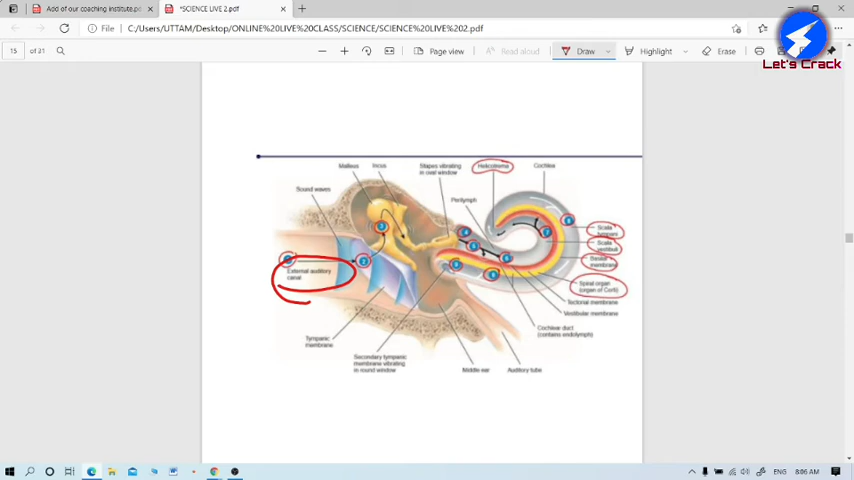 Add of our coaching institute.p
*SCIENCE LIVE 2.pdf
File
C:/Users/UTTAM/Desktop/ONLINE%20LIVE%20CLASS/SCIENCE/SCIENCE%20LIVE%202.pdf
15 of 21
Page view
Read aloud
Draw
Highlight
Erase
Let's Crack
Malleus
Incus
Stapes vibrating
in oval window
Helicotrema
Cochlea
Sound waves
Perilymph
Scala
tympani
Scala
vestibuli
Basilar
membrane
External auditory
canal
Spiral organ
(organ of Corti)
Tectorial membrane
Vestibular membrane
Cochlear duct
(contains endolymph)
Tympanic
membrane
Secondary tympanic
membrane vibrating
in round window
Middle ear
Auditory tube
ENG
8:06 AM